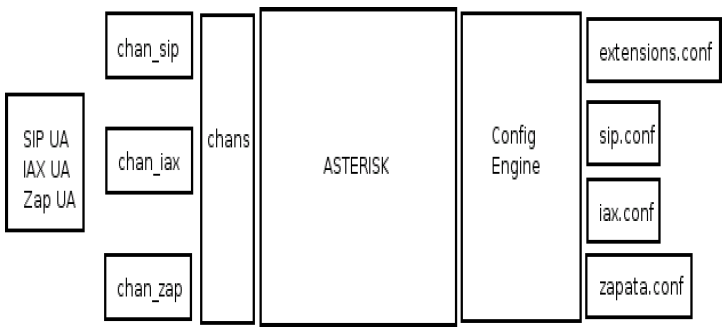 SIP UA
IAX UA
Zap UA
chan_sip
chan_iax
chan_zap
chans
ASTERISK
Config
Engine
extensions.conf
sip.conf
iax.conf
zapata.conf